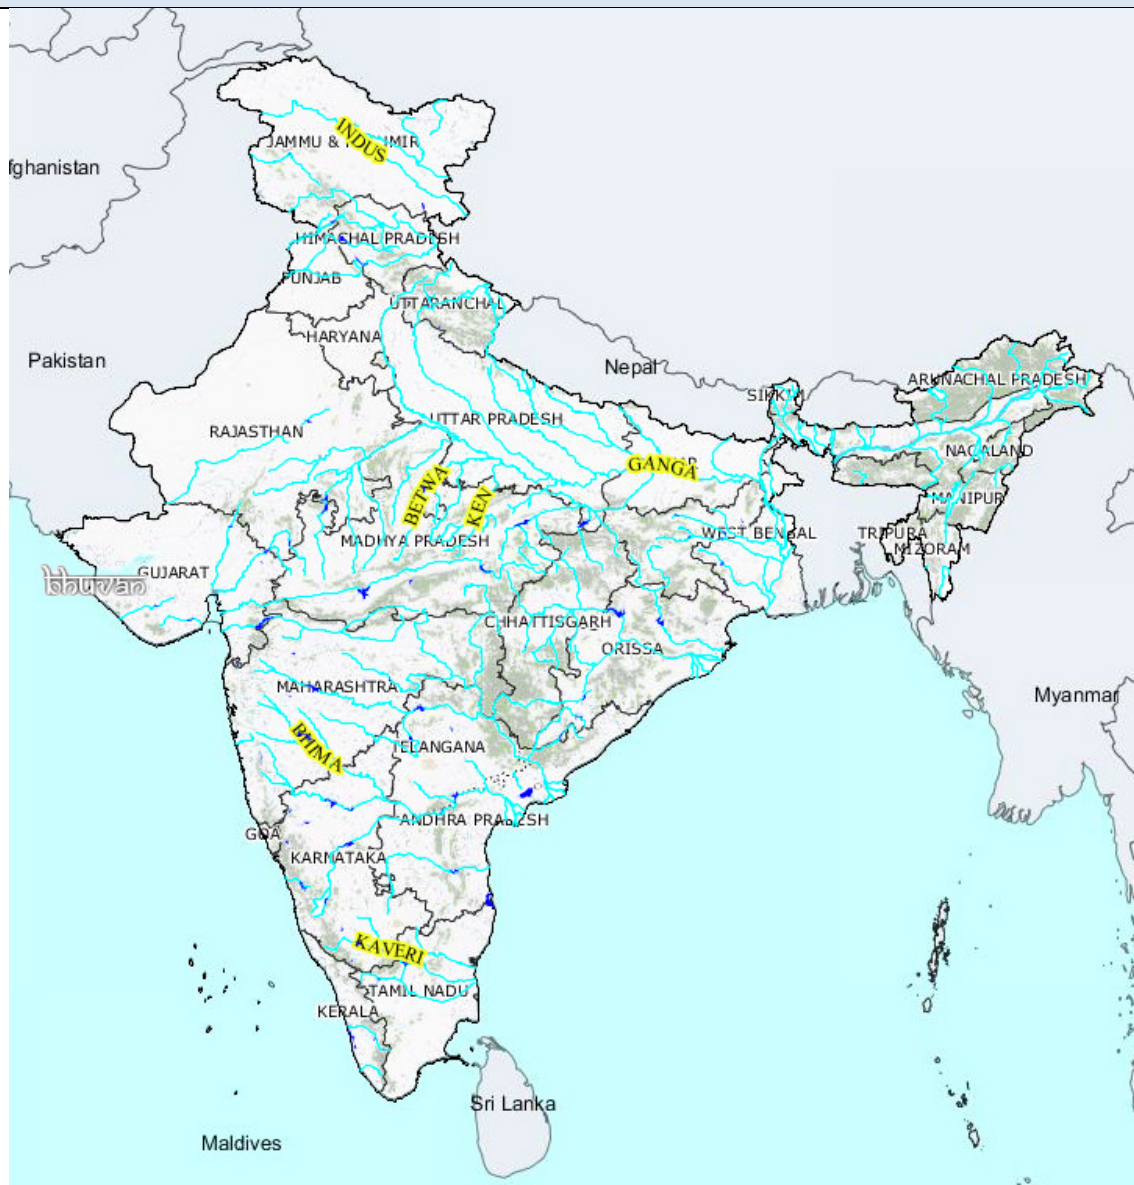 INDUS
JAMMU & KASHMIR
fghanistan
HIMACHAL PRADESH
PUNJAB
UTTARANCHAL
HARYANA
Pakistan
Nepal
ARUNACHAL PRADESH
SIKKIM
UTTAR PRADESH
RAJASTHAN
NAGALAND
GANGA
BETWA
KEN
MANIPUR
WEST BENGAL
TRIPURA
MADHYA PRADESH
MIZORAM
GUJARAT
bhuvan
CHHATTISGARH
ORISSA
MAHARASHTRA
Myanmar
BHIMA
TELANGANA
ANDHRA PRADESH
GOA
KARNATAKA
KAVERI
TAMIL NADU
KERALA
Sri Lanka
Maldives